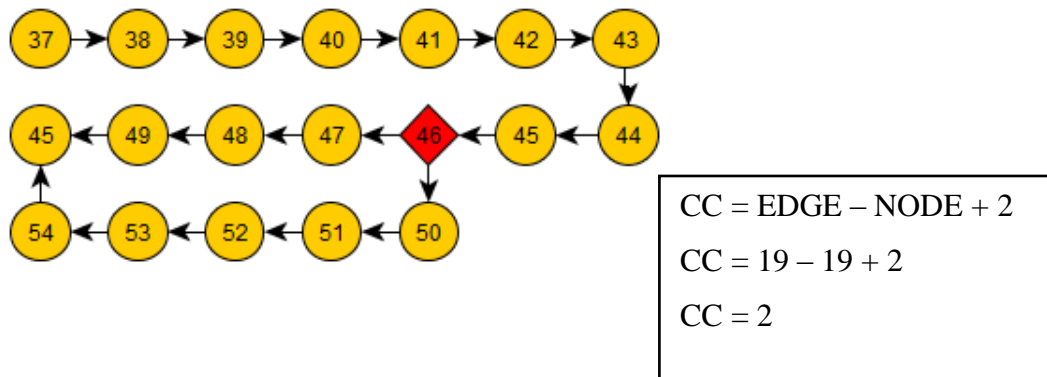 37 38 39 40 41 42 43
45 49 48 47 46 45 44
54 53 52 51 50
CC = EDGE – NODE + 2
CC = 19 – 19 + 2
CC = 2